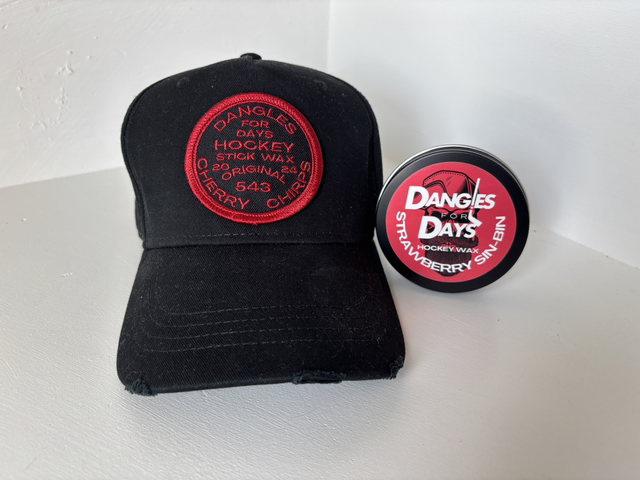 DANGLES
FOR
DAYS
HOCKEY
STICK WAX
20 24
ORIGINAL
543
CHERRY CHIRPS
DANGLES
FOR
DAYS
HOCKEY WAX
STRAWBERRY SIN-BIN